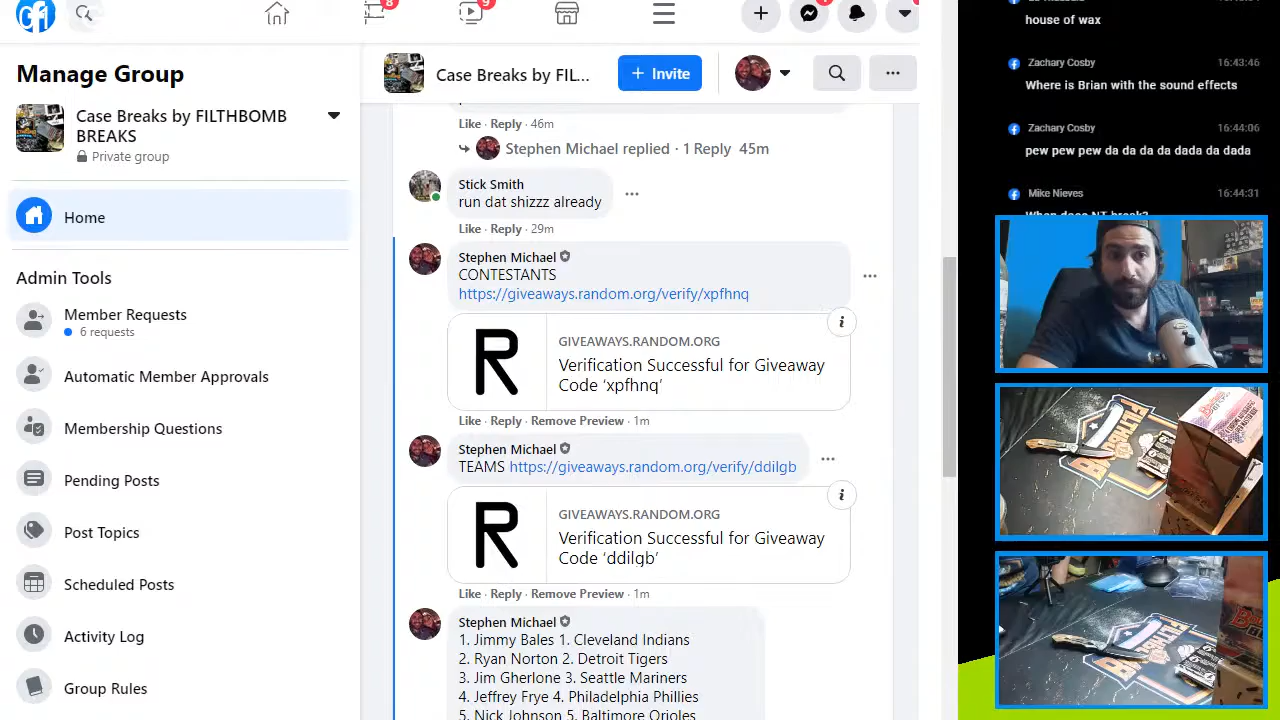 gfi
8
9
Manage Group
Case Breaks by FILTHBOMB
BREAKS
Private group
Home
Admin Tools
Member Requests
6 requests
Automatic Member Approvals
Membership Questions
Pending Posts
Post Topics
Scheduled Posts
Activity Log
Group Rules
Case Breaks by FIL...
+ Invite
Like · Reply · 46m
Stephen Michael replied · 1 Reply 45m
Stick Smith
run dat shizzz already
Like · Reply · 29m
Stephen Michael
CONTESTANTS
https://giveaways.random.org/verify/xpfhnq
R
GIVEAWAYS.RANDOM.ORG
Verification Successful for Giveaway
Code ‘xpfhnq’
Like · Reply · Remove Preview · 1m
Stephen Michael
TEAMS https://giveaways.random.org/verify/ddilgb
R
GIVEAWAYS.RANDOM.ORG
Verification Successful for Giveaway
Code ‘ddilgb’
Like · Reply · Remove Preview · 1m
Stephen Michael
1. Jimmy Bales 1. Cleveland Indians
2. Ryan Norton 2. Detroit Tigers
3. Jim Gherlone 3. Seattle Mariners
4. Jeffrey Frye 4. Philadelphia Phillies
5. Nick Johnson 5. Baltimore Orioles
house of wax
Zachary Cosby 16:43:46
Where is Brian with the sound effects
Zachary Cosby 16:44:06
pew pew pew da da da da dada da dada
Mike Nieves 16:44:31
When does NT break?